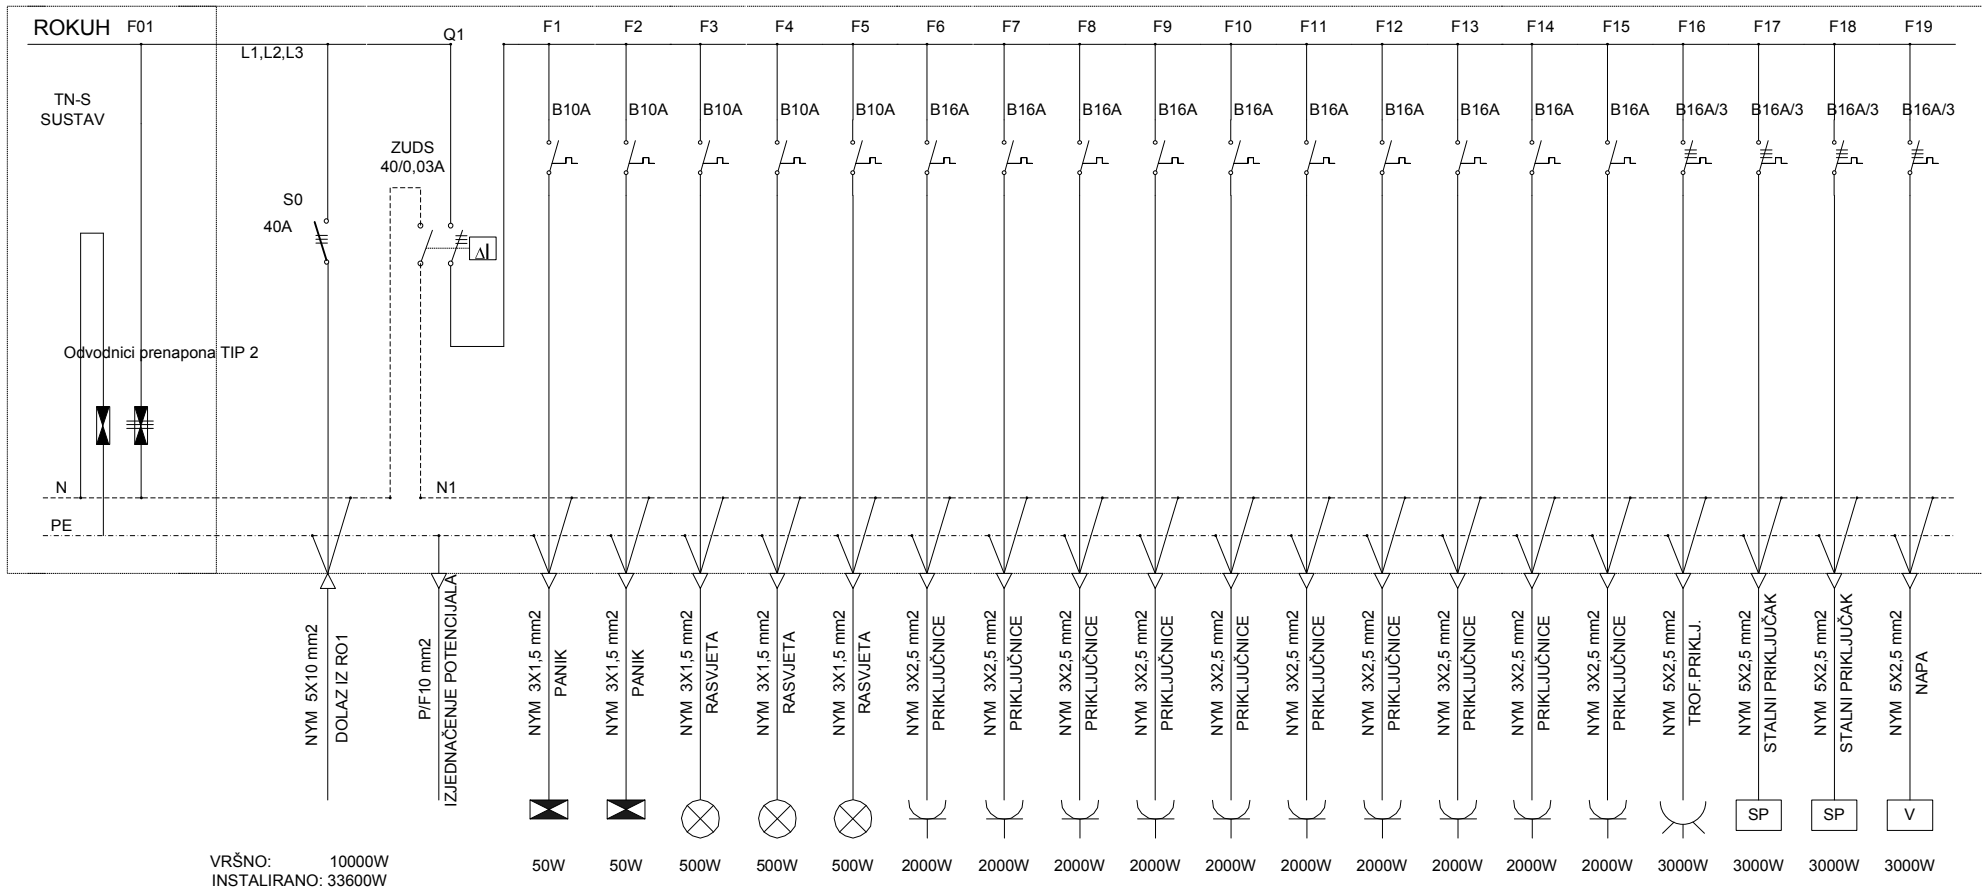 ROKUH F01 Q1 F1 F2 F3 F4 F5 F6 F7 F8 F9 F10 F11 F12 F13 F14 F15 F16 F17 F18 F19
L1,L2,L3
TN-S
SUSTAV
B10A B10A B10A B10A B10A B16A B16A B16A B16A B16A B16A B16A B16A B16A B16A B16A/3 B16A/3 B16A/3 B16A/3
ZUDS
40/0,03A
S0
40A
ΔI
Odvodnici prenapona TIP 2
N N1
PE
NYM 5X10 mm2
DOLAZ IZ RO1
P/F10 mm2
IZJEDNAČENJE POTENCIJALA
NYM 3X1,5 mm2
PANIK
NYM 3X1,5 mm2
PANIK
NYM 3X1,5 mm2
RASVJETA
NYM 3X1,5 mm2
RASVJETA
NYM 3X1,5 mm2
RASVJETA
NYM 3X2,5 mm2
PRIKLJUČNICE
NYM 3X2,5 mm2
PRIKLJUČNICE
NYM 3X2,5 mm2
PRIKLJUČNICE
NYM 3X2,5 mm2
PRIKLJUČNICE
NYM 3X2,5 mm2
PRIKLJUČNICE
NYM 3X2,5 mm2
PRIKLJUČNICE
NYM 3X2,5 mm2
PRIKLJUČNICE
NYM 3X2,5 mm2
PRIKLJUČNICE
NYM 3X2,5 mm2
PRIKLJUČNICE
NYM 3X2,5 mm2
PRIKLJUČNICE
NYM 5X2,5 mm2
TROF.PRIKLJ.
NYM 5X2,5 mm2
STALNI PRIKLJUČAK
NYM 5X2,5 mm2
STALNI PRIKLJUČAK
NYM 5X2,5 mm2
NAPA
SP SP V
VRŠNO: 10000W
INSTALIRANO: 33600W
50W 50W 500W 500W 500W 2000W 2000W 2000W 2000W 2000W 2000W 2000W 2000W 2000W 2000W 3000W 3000W 3000W 3000W